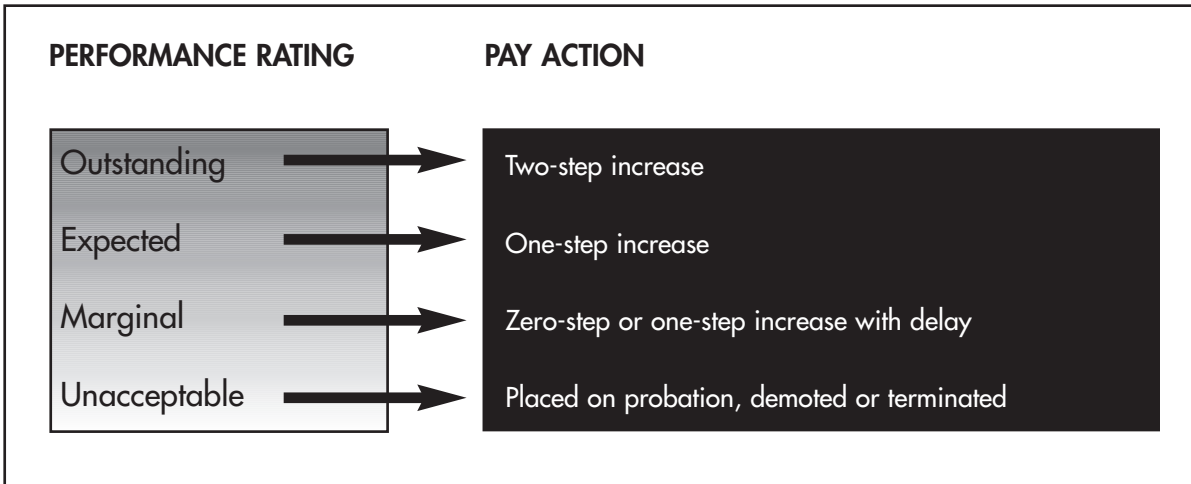 PERFORMANCE RATING PAY ACTION
Outstanding Two-step increase
Expected One-step increase
Marginal Zero-step or one-step increase with delay
Unacceptable Placed on probation, demoted or terminated